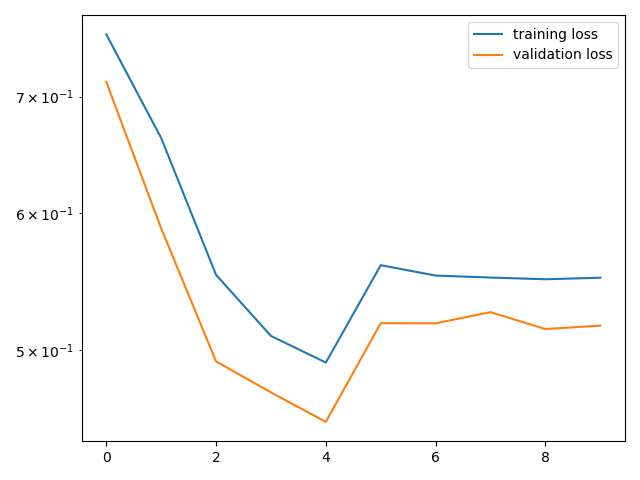 training loss
validation loss
7 × 10⁻¹
6 × 10⁻¹
5 × 10⁻¹
0 2 4 6 8